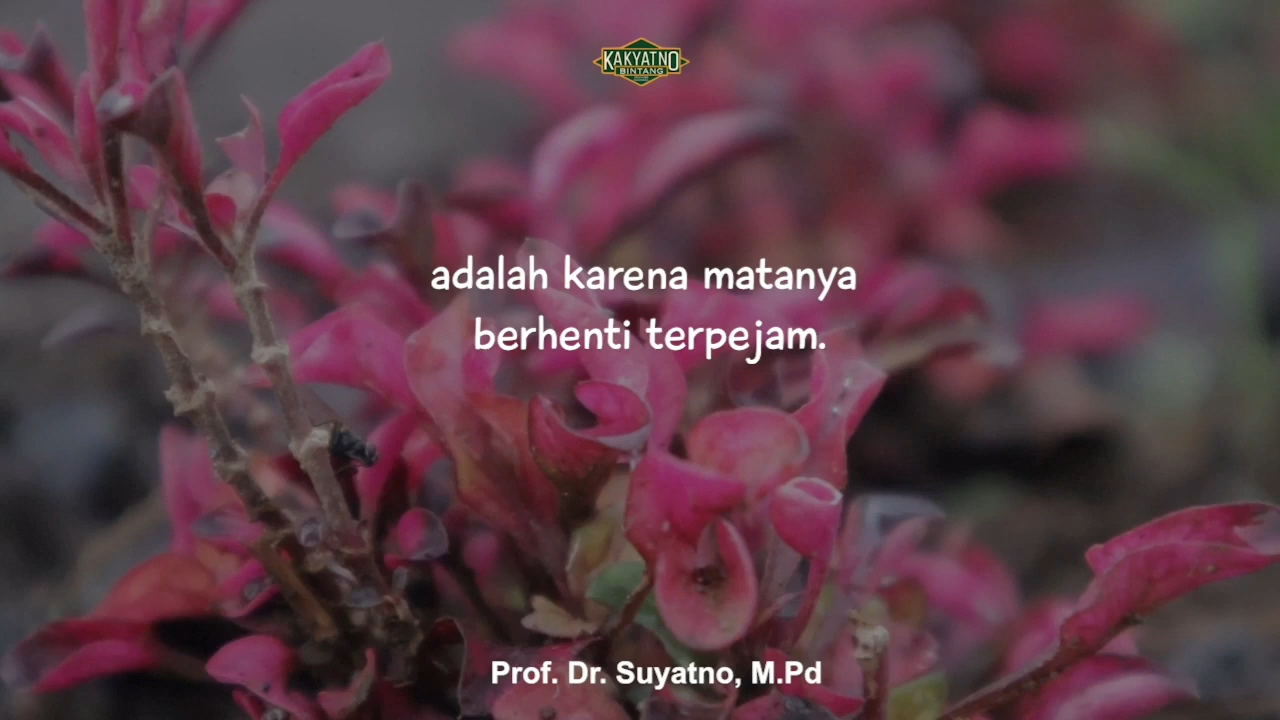 KAKYATNO
BINTANG
adalah karena matanya
berhenti terpejam.
Prof. Dr. Suyatno, M.Pd